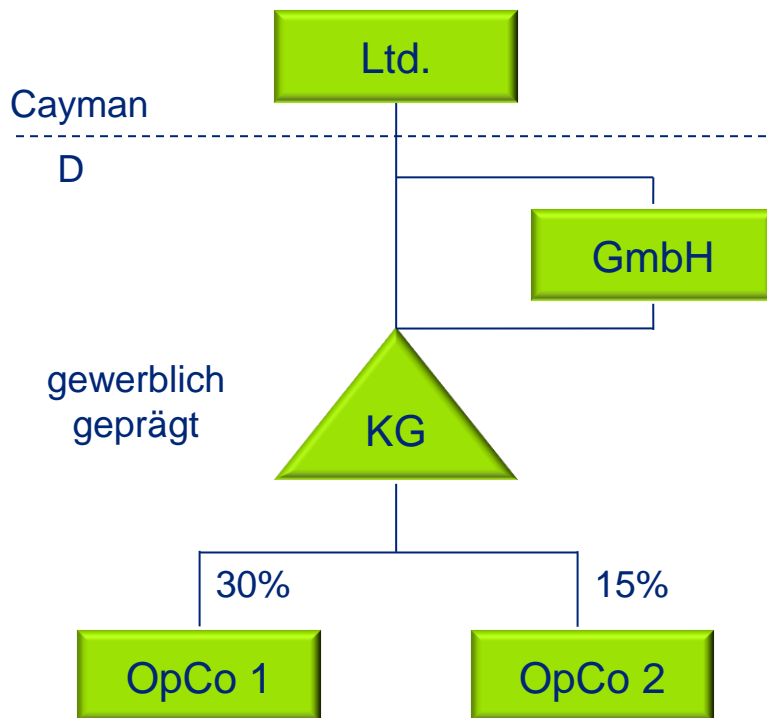 Ltd.
Cayman
D
GmbH
gewerblich
geprägt
KG
30%
15%
OpCo 1
OpCo 2